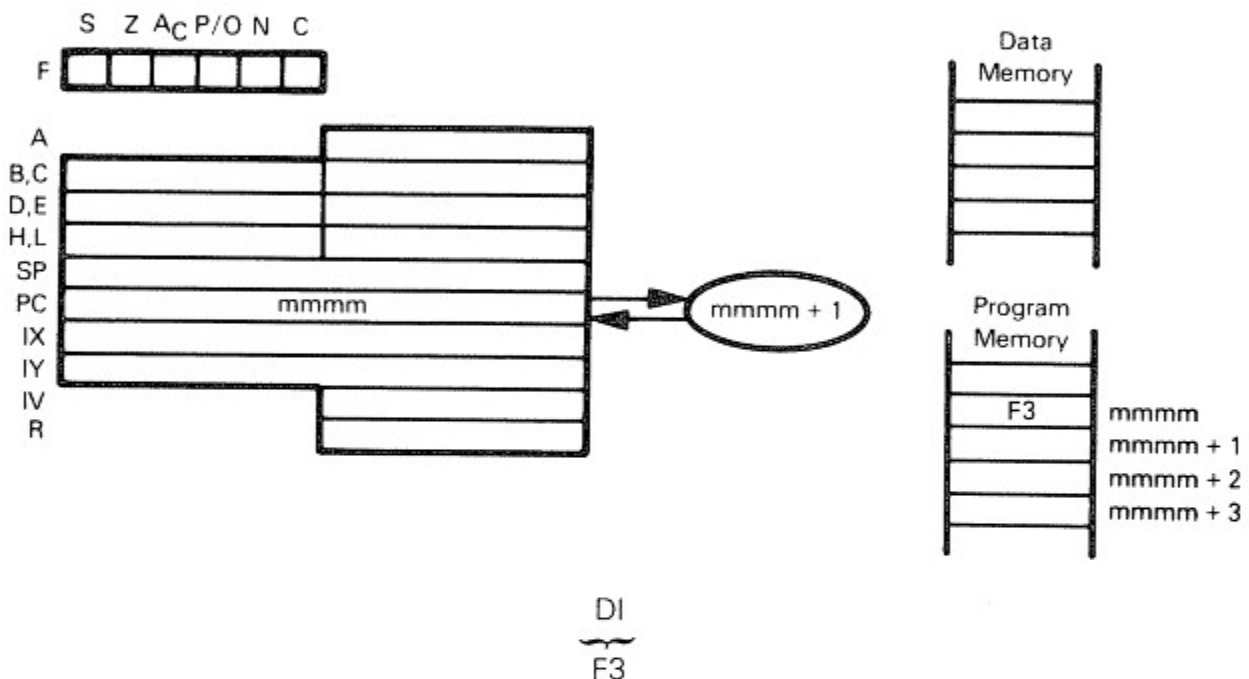 S Z AC P/O N C
F
A
B,C
D,E
H,L
SP
PC mmmm
IX
IY
IV
R
mmmm + 1
Data
Memory
Program
Memory
F3 mmmm
mmmm + 1
mmmm + 2
mmmm + 3
DI
F3